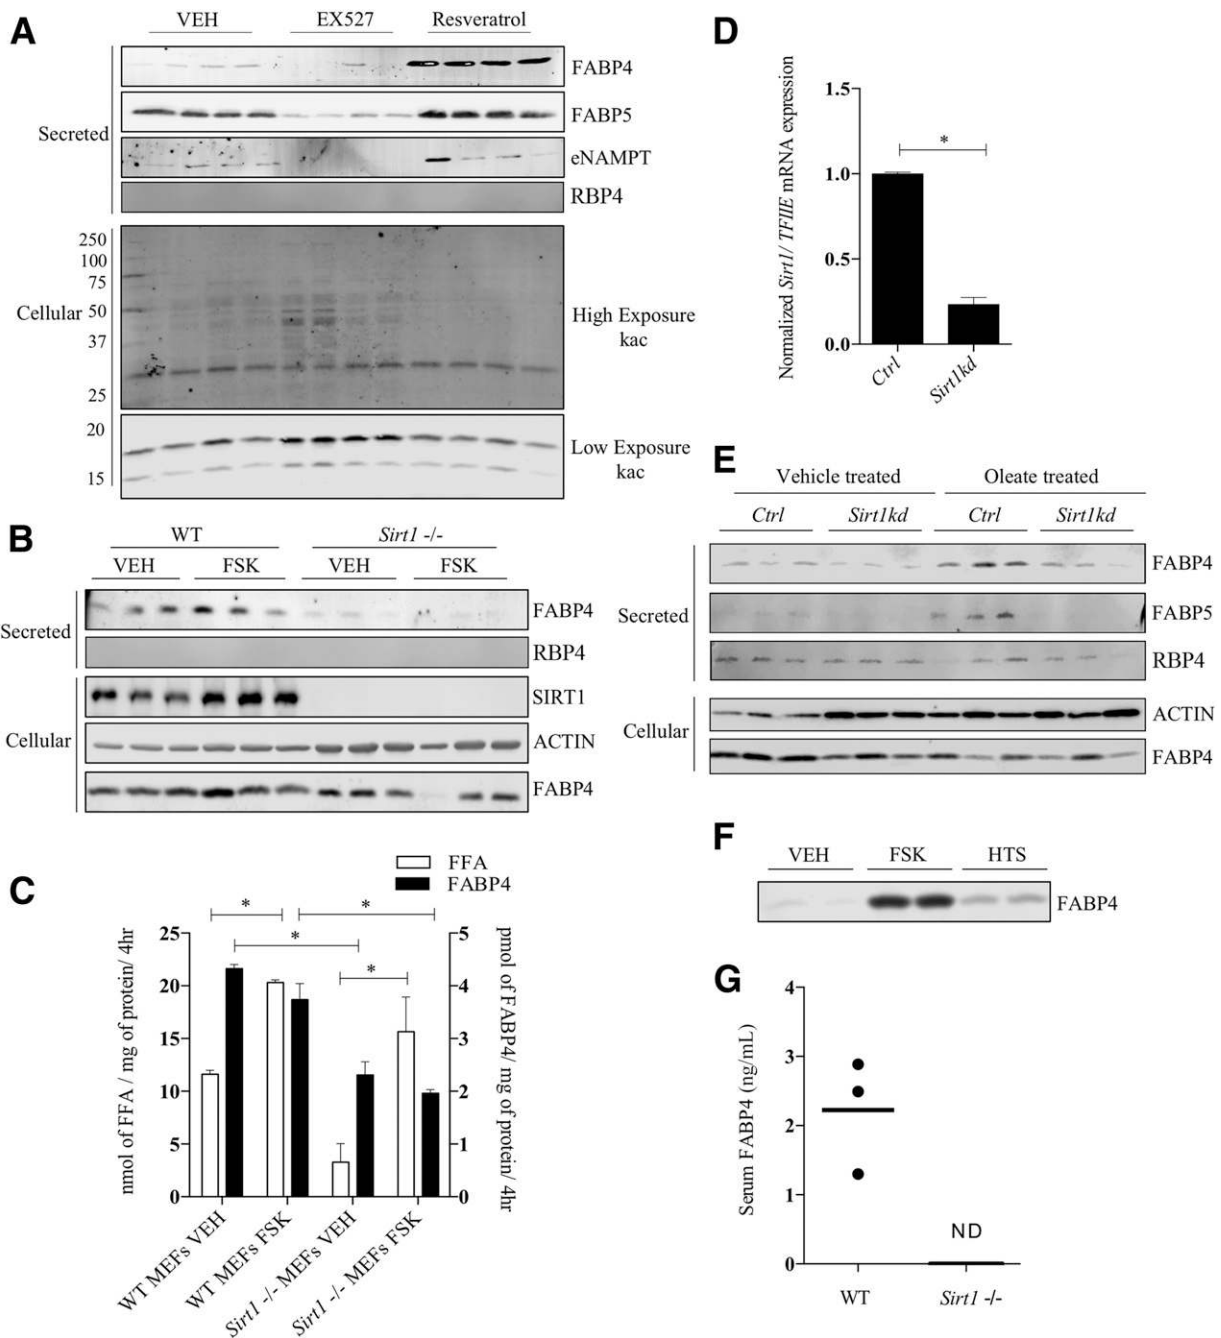 A
VEH EX527 Resveratrol
FABP4
FABP5
Secreted
eNAMPT
RBP4
250
100
75
Cellular 50
High Exposure
kac
37
25
20
Low Exposure
kac
15
B
WT Sirt1 -/-
VEH FSK VEH FSK
FABP4
Secreted
RBP4
SIRT1
Cellular
ACTIN
FABP4
C
FFA
FABP4
* *
*
*
nmol of FFA / mg of protein/ 4hr
25
20
15
10
5
0
5
4
3
2
1
0
pmol of FABP4/ mg of protein/ 4hr
WT MEFs VEH
WT MEFs FSK
Sirt1 -/- MEFs VEH
Sirt1 -/- MEFs FSK
D
Normalized Sirt1/ TFIIE mRNA expression
1.5
1.0
0.5
0.0
*
Ctrl
Sirt1kd
E
Vehicle treated Oleate treated
Ctrl Sirt1kd Ctrl Sirt1kd
FABP4
Secreted
FABP5
RBP4
ACTIN
Cellular
FABP4
F
VEH FSK HTS
FABP4
G
Serum FABP4 (ng/mL)
4
3
2
1
0
ND
WT Sirt1 -/-